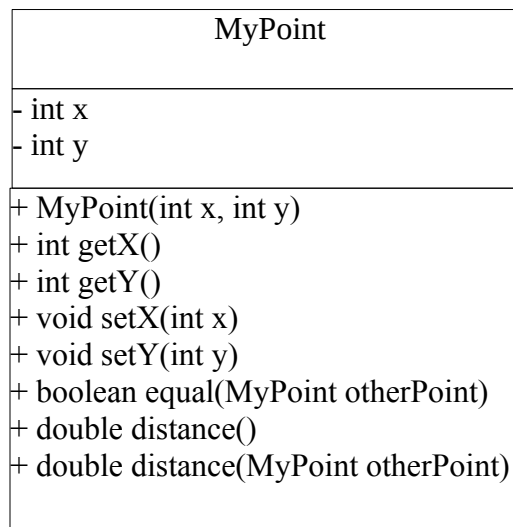 MyPoint
- int x
- int y
+ MyPoint(int x, int y)
+ int getX()
+ int getY()
+ void setX(int x)
+ void setY(int y)
+ boolean equal(MyPoint otherPoint)
+ double distance()
+ double distance(MyPoint otherPoint)